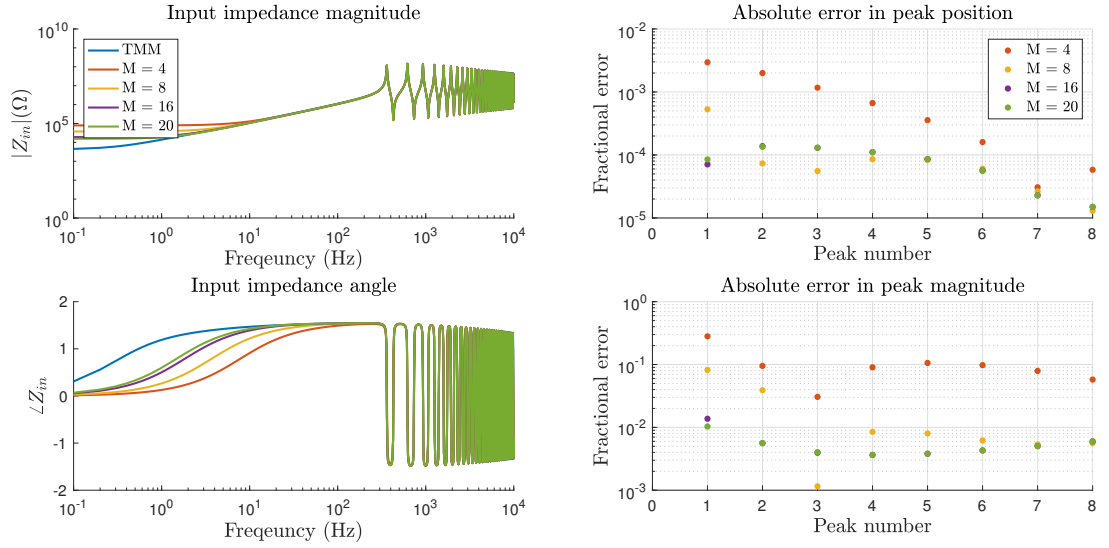 Input impedance magnitude
|Z_in|(Ω)
10^10
10^5
10^0
TMM
M = 4
M = 8
M = 16
M = 20
10^-1 10^0 10^1 10^2 10^3 10^4
Freqeuncy (Hz)
Absolute error in peak position
Fractional error
10^-2
10^-3
10^-4
10^-5
M = 4
M = 8
M = 16
M = 20
0 1 2 3 4 5 6 7 8
Peak number
Input impedance angle
∠Z_in
2
1
0
-1
-2
10^-1 10^0 10^1 10^2 10^3 10^4
Freqeuncy (Hz)
Absolute error in peak magnitude
Fractional error
10^0
10^-1
10^-2
10^-3
0 1 2 3 4 5 6 7 8
Peak number